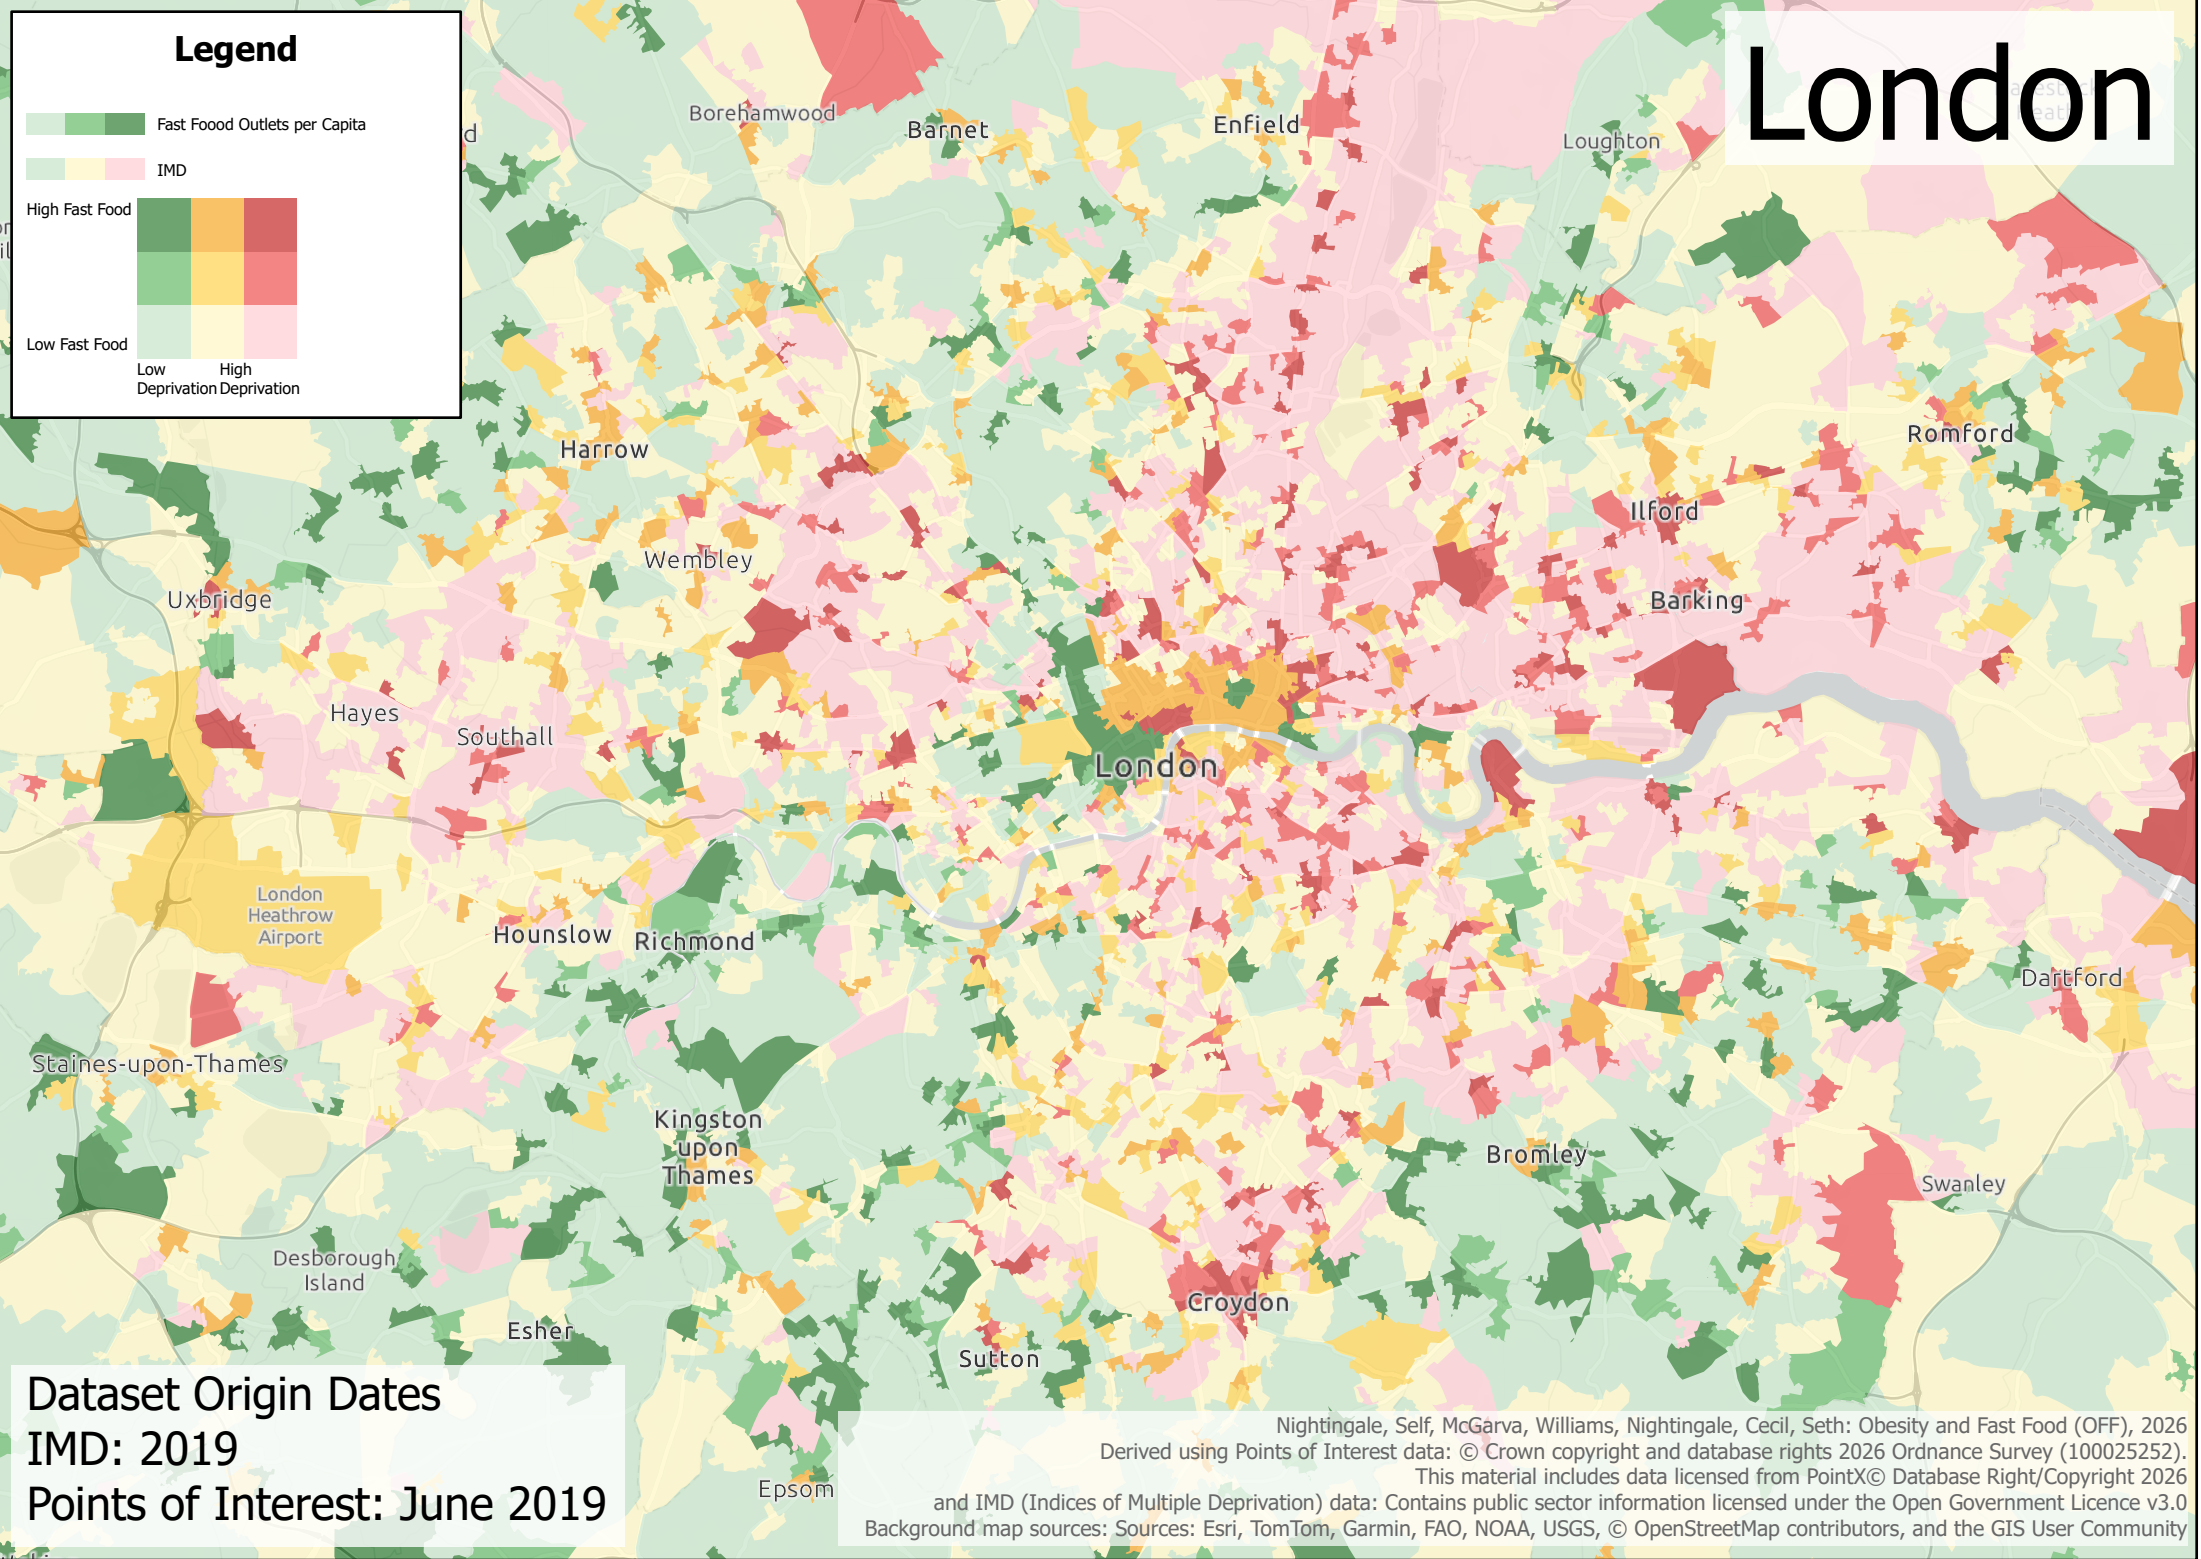 Legend
Fast Foood Outlets per Capita
IMD
High Fast Food
Low Fast Food
Low Deprivation
High Deprivation
London
Borehamwood
Barnet
Enfield
Loughton
Harrow
Romford
Wembley
Ilford
Uxbridge
Barking
Hayes
Southall
London
London
Heathrow
Airport
Hounslow
Richmond
Dartford
Staines-upon-Thames
Kingston
upon
Thames
Bromley
Swanley
Desborough
Island
Esher
Croydon
Sutton
Epsom
Dataset Origin Dates
IMD: 2019
Points of Interest: June 2019
Nightingale, Self, McGarva, Williams, Nightingale, Cecil, Seth: Obesity and Fast Food (OFF), 2026
Derived using Points of Interest data: © Crown copyright and database rights 2026 Ordnance Survey (100025252).
This material includes data licensed from PointX© Database Right/Copyright 2026
and IMD (Indices of Multiple Deprivation) data: Contains public sector information licensed under the Open Government Licence v3.0
Background map sources: Sources: Esri, TomTom, Garmin, FAO, NOAA, USGS, © OpenStreetMap contributors, and the GIS User Community